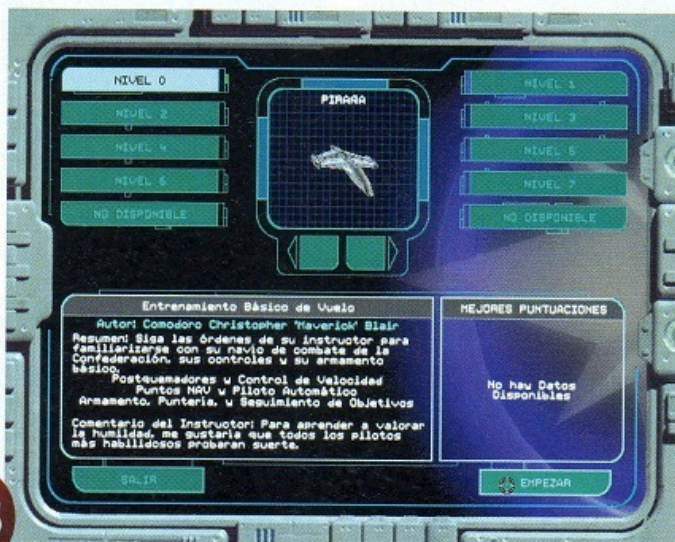 NIVEL 0
NIVEL 2
NIVEL 4
NIVEL 6
NO DISPONIBLE
PIRAÑA
NIVEL 1
NIVEL 3
NIVEL 5
NIVEL 7
NO DISPONIBLE
Entrenamiento Básico de Vuelo
Autor: Comodoro Christopher 'Maverick' Blair
Resumen: Siga las órdenes de su instructor para
familiarizarse con su navío de combate de la
Confederación, sus controles y su armamento
básico.
Postquemadores y Control de Velocidad
Puntos NAV y Piloto Automático
Armamento, Puntería, y Seguimiento de Objetivos
Comentario del Instructor: Para aprender a valorar
la humildad, me gustaría que todos los pilotos
más habilidosos probaran suerte.
MEJORES PUNTUACIONES
No hay Datos
Disponibles
SALIR
EMPEZAR